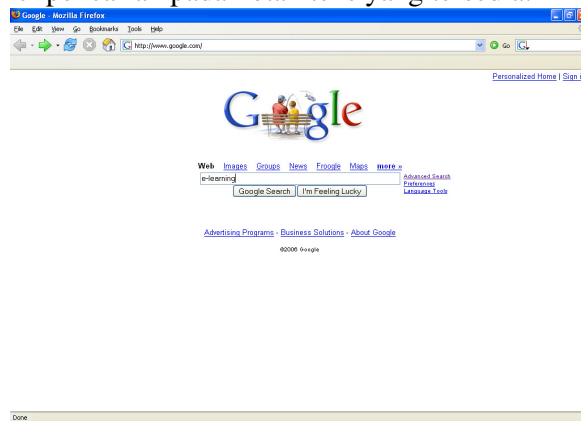 Google - Mozilla Firefox
File Edit View Go Bookmarks Tools Help
http://www.google.com/ Go
Personalized Home | Sign
Google
Web Images Groups News Froogle Maps more »
e-learning
Advanced Search
Preferences
Language Tools
Google Search I'm Feeling Lucky
Advertising Programs - Business Solutions - About Google
©2006 Google
Done